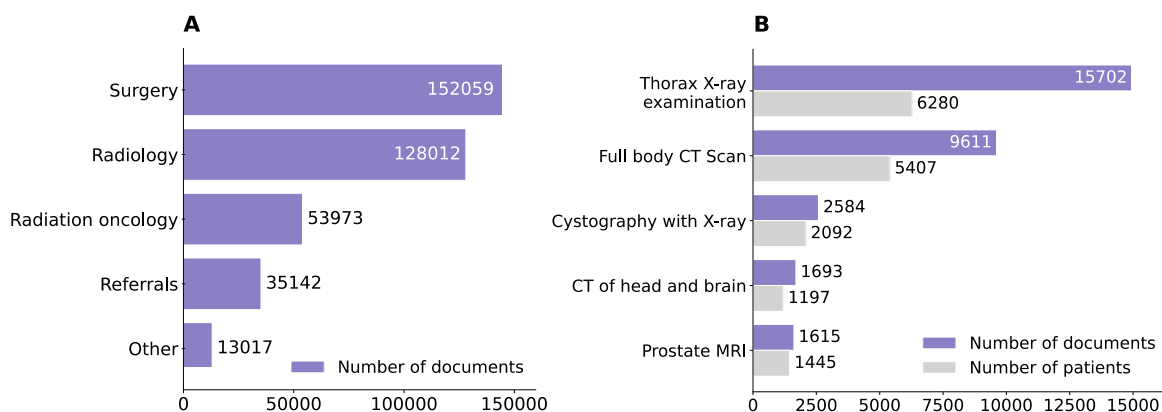 A
Surgery
152059
Radiology
128012
Radiation oncology
53973
Referrals
35142
Other
13017
Number of documents
0
50000
100000
150000
B
Thorax X-ray
examination
15702
6280
Full body CT Scan
9611
5407
Cystography with X-ray
2584
2092
CT of head and brain
1693
1197
Prostate MRI
1615
1445
Number of documents
Number of patients
0
2500
5000
7500
10000
12500
15000